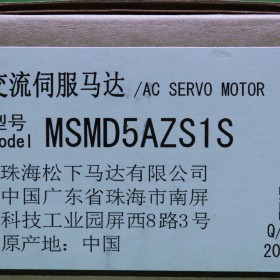 交流伺服马达 /AC SERVO MOTOR
型号
odel MSMD5AZS1S
珠海松下马达有限公司
中国广东省珠海市南屏
科技工业园屏西8路3号
原产地：中国
Q/
20